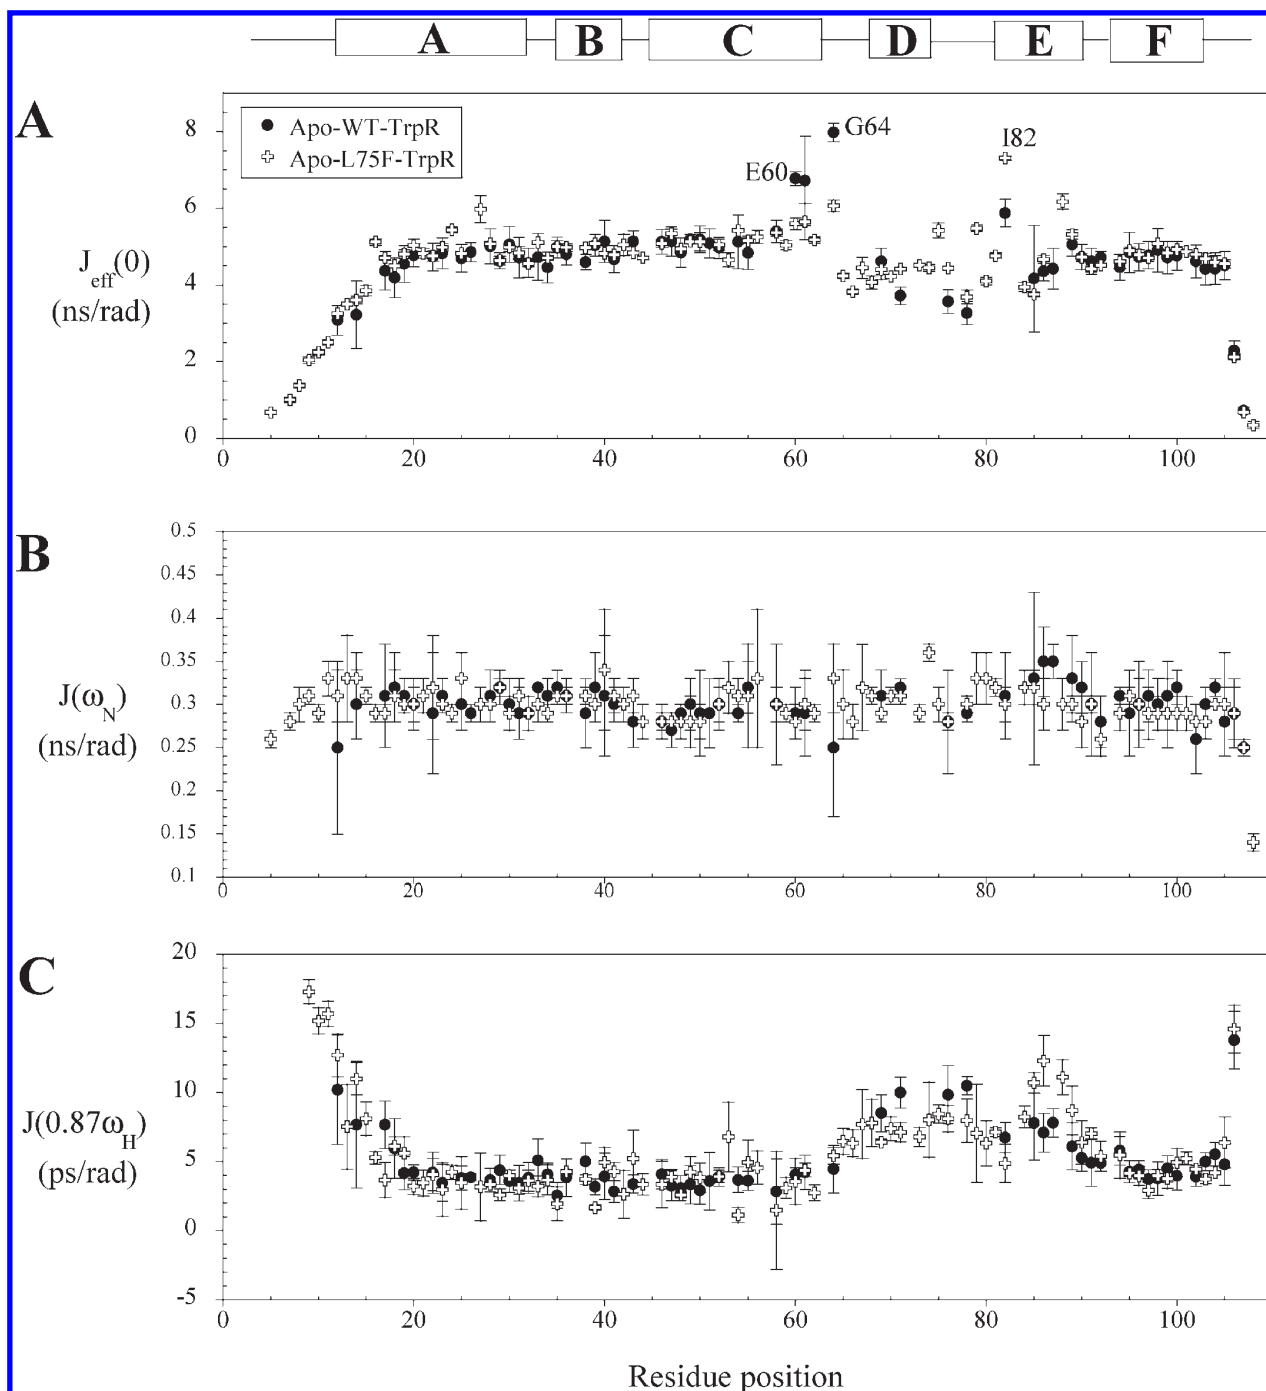 A B C D E F
A
Apo-WT-TrpR
Apo-L75F-TrpR
E60
G64
I82
J_eff(0)
(ns/rad)
8
6
4
2
0
0 20 40 60 80 100
B
J(ω_N)
(ns/rad)
0.5
0.45
0.4
0.35
0.3
0.25
0.2
0.15
0.1
0 20 40 60 80 100
C
J(0.87ω_H)
(ps/rad)
20
15
10
5
0
-5
0 20 40 60 80 100
Residue position